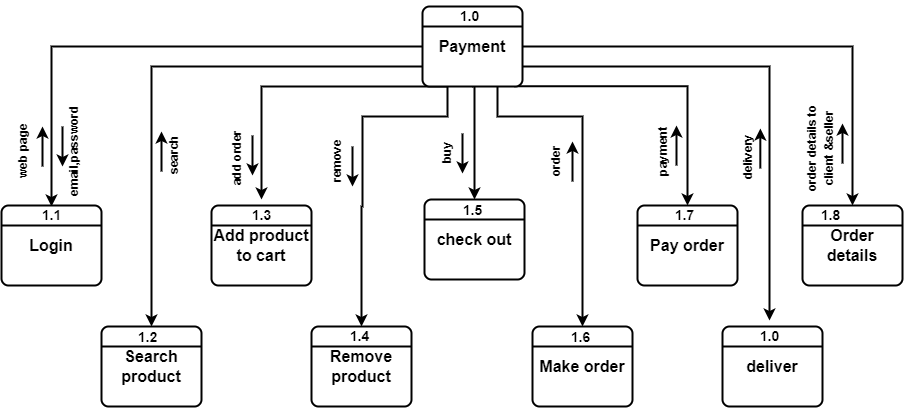 1.0
Payment
web page
email,password
search
add order
remove
buy
order
payment
delivery
order details to
client &seller
1.1
Login
1.3
Add product
to cart
1.5
check out
1.7
Pay order
1.8
Order
details
1.2
Search
product
1.4
Remove
product
1.6
Make order
1.0
deliver